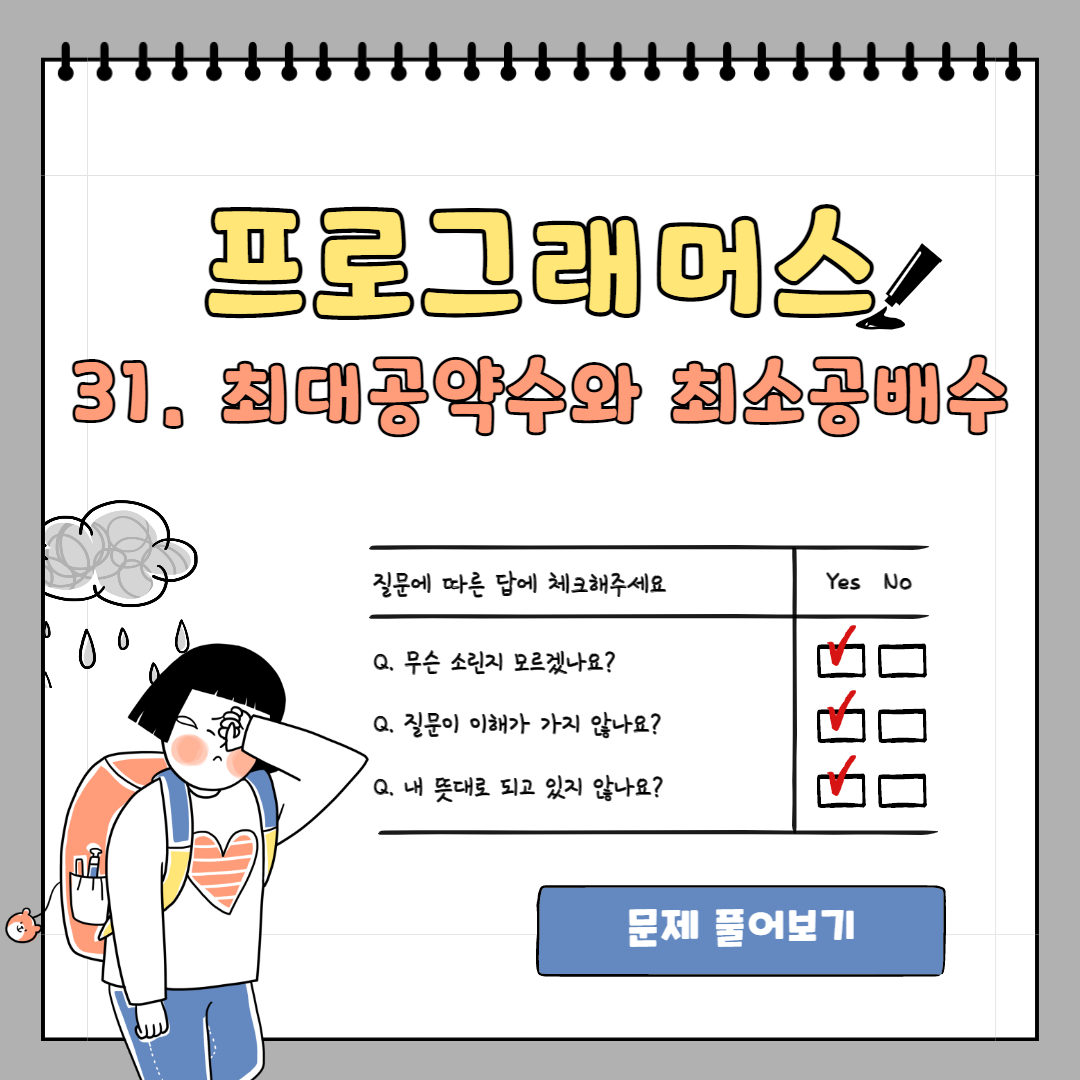 프로그래머스
31. 최대공약수와 최소공배수
질문에 따른 답에 체크해주세요 Yes No
Q. 무슨 소린지 모르겠나요?
Q. 질문이 이해가 가지 않나요?
Q. 내 뜻대로 되고 있지 않나요?
문제 풀어보기